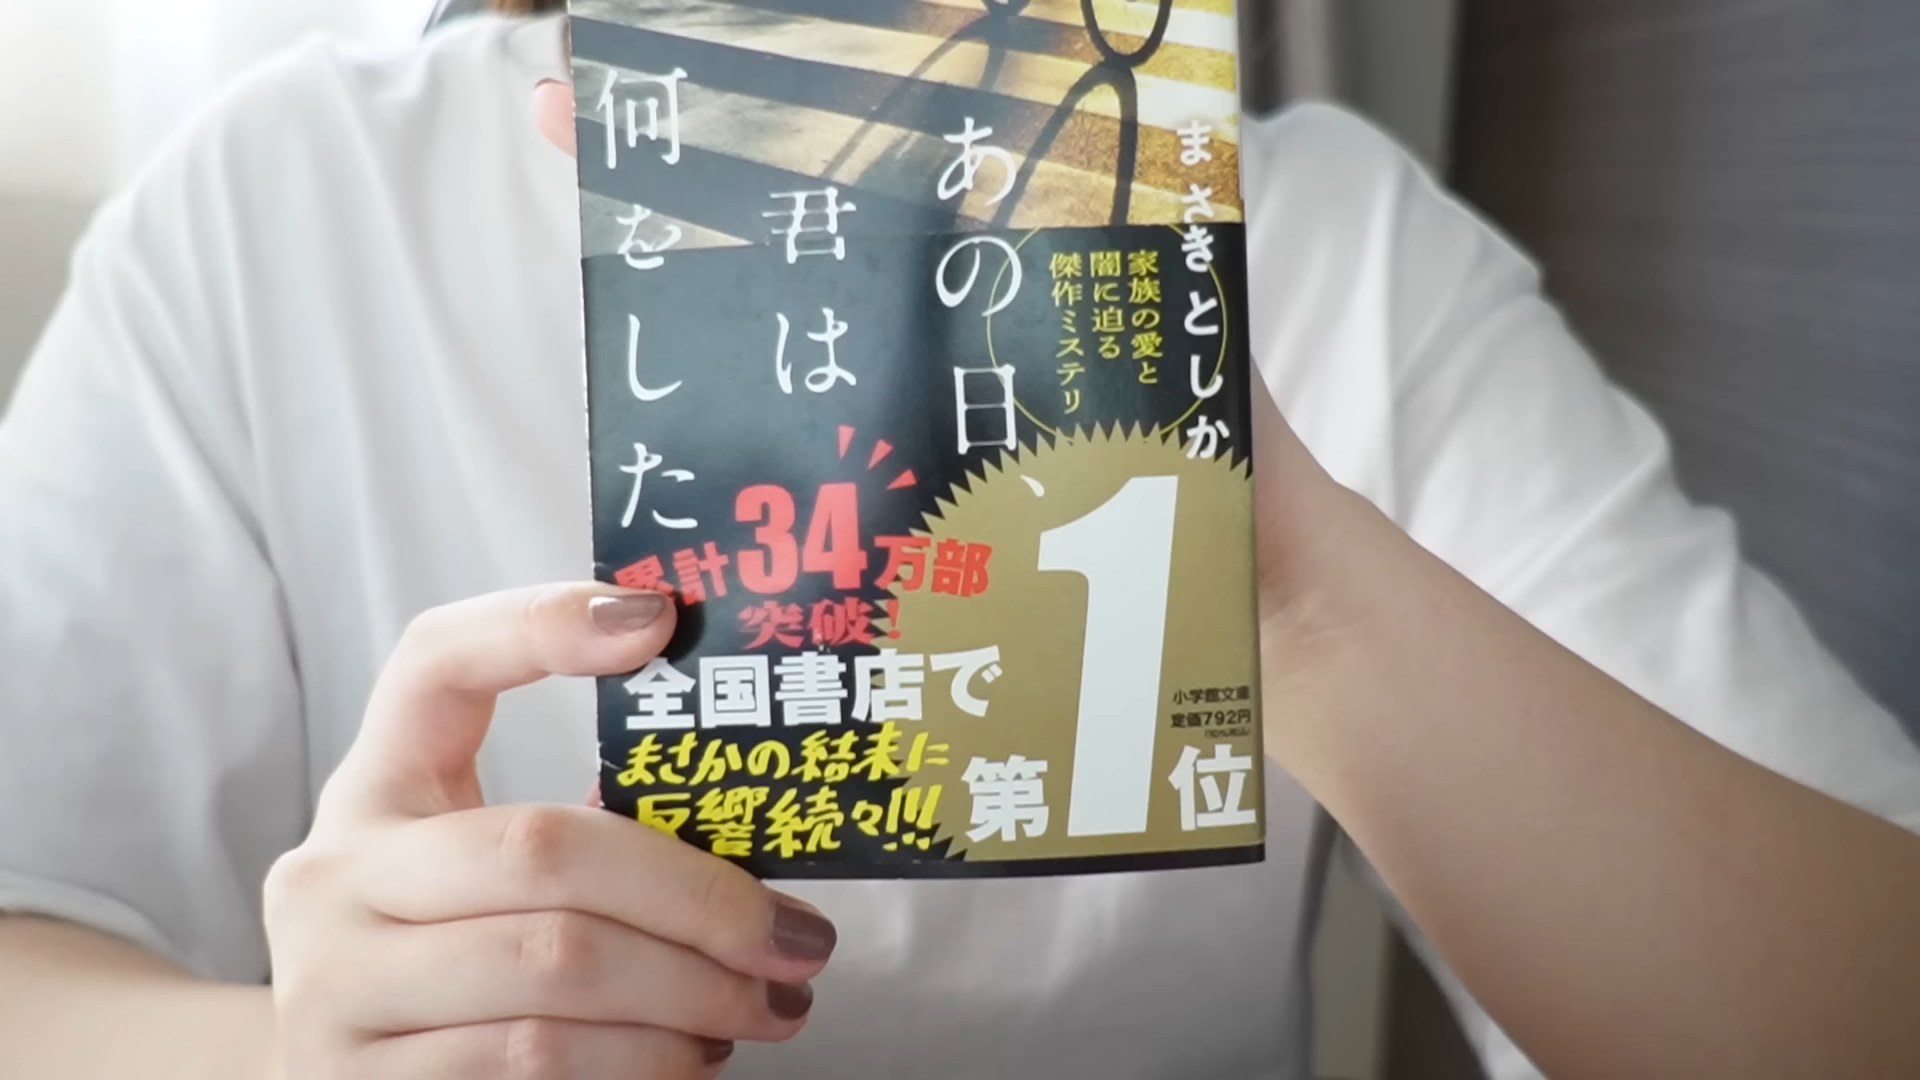 まさきとしか
あの日、
君は
何をした
家族の愛と
闇に迫る
傑作ミステリ
累計34万部
突破!
全国書店で
第1位
まさかの結末に
反響続々!!!
小学館文庫
定価792円